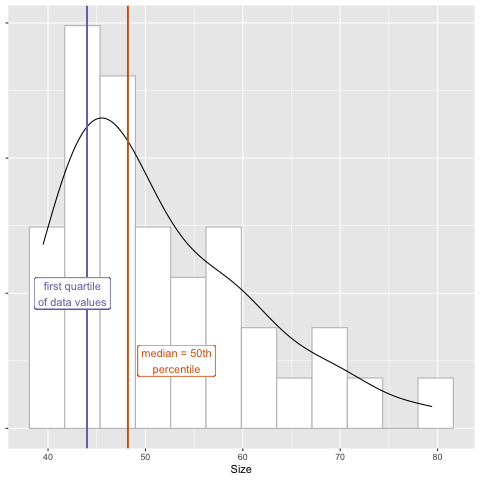 first quartile
of data values
median = 50th
percentile
40 50 60 70 80
Size